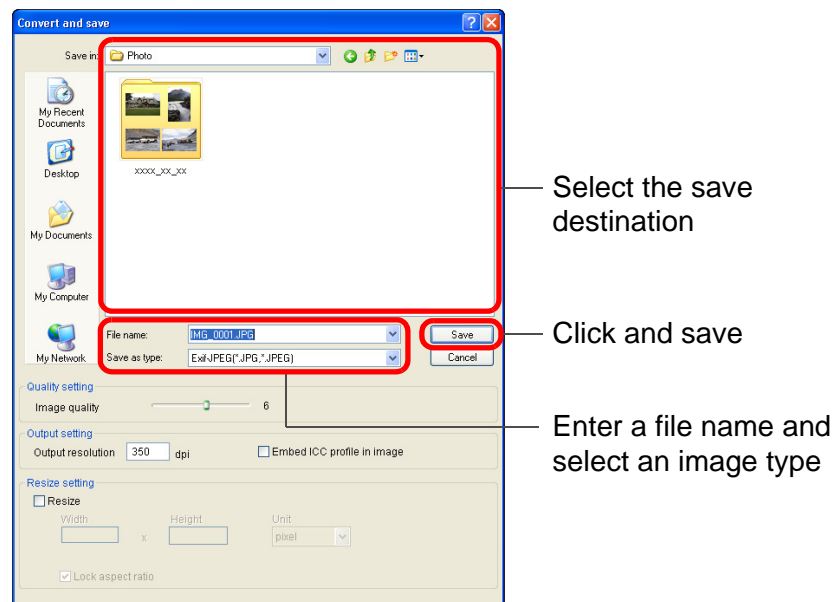 Convert and save
Save in: Photo
My Recent
Documents
Desktop
My Documents
My Computer
My Network
xxxx_xx_xx
File name: IMG_0001.JPG
Save as type: Exif-JPEG(*.JPG,*.JPEG)
Save
Cancel
Quality setting
Image quality 6
Output setting
Output resolution 350 dpi Embed ICC profile in image
Resize setting
Resize
Width Height Unit
x pixel
Lock aspect ratio
Select the save
destination
Click and save
Enter a file name and
select an image type